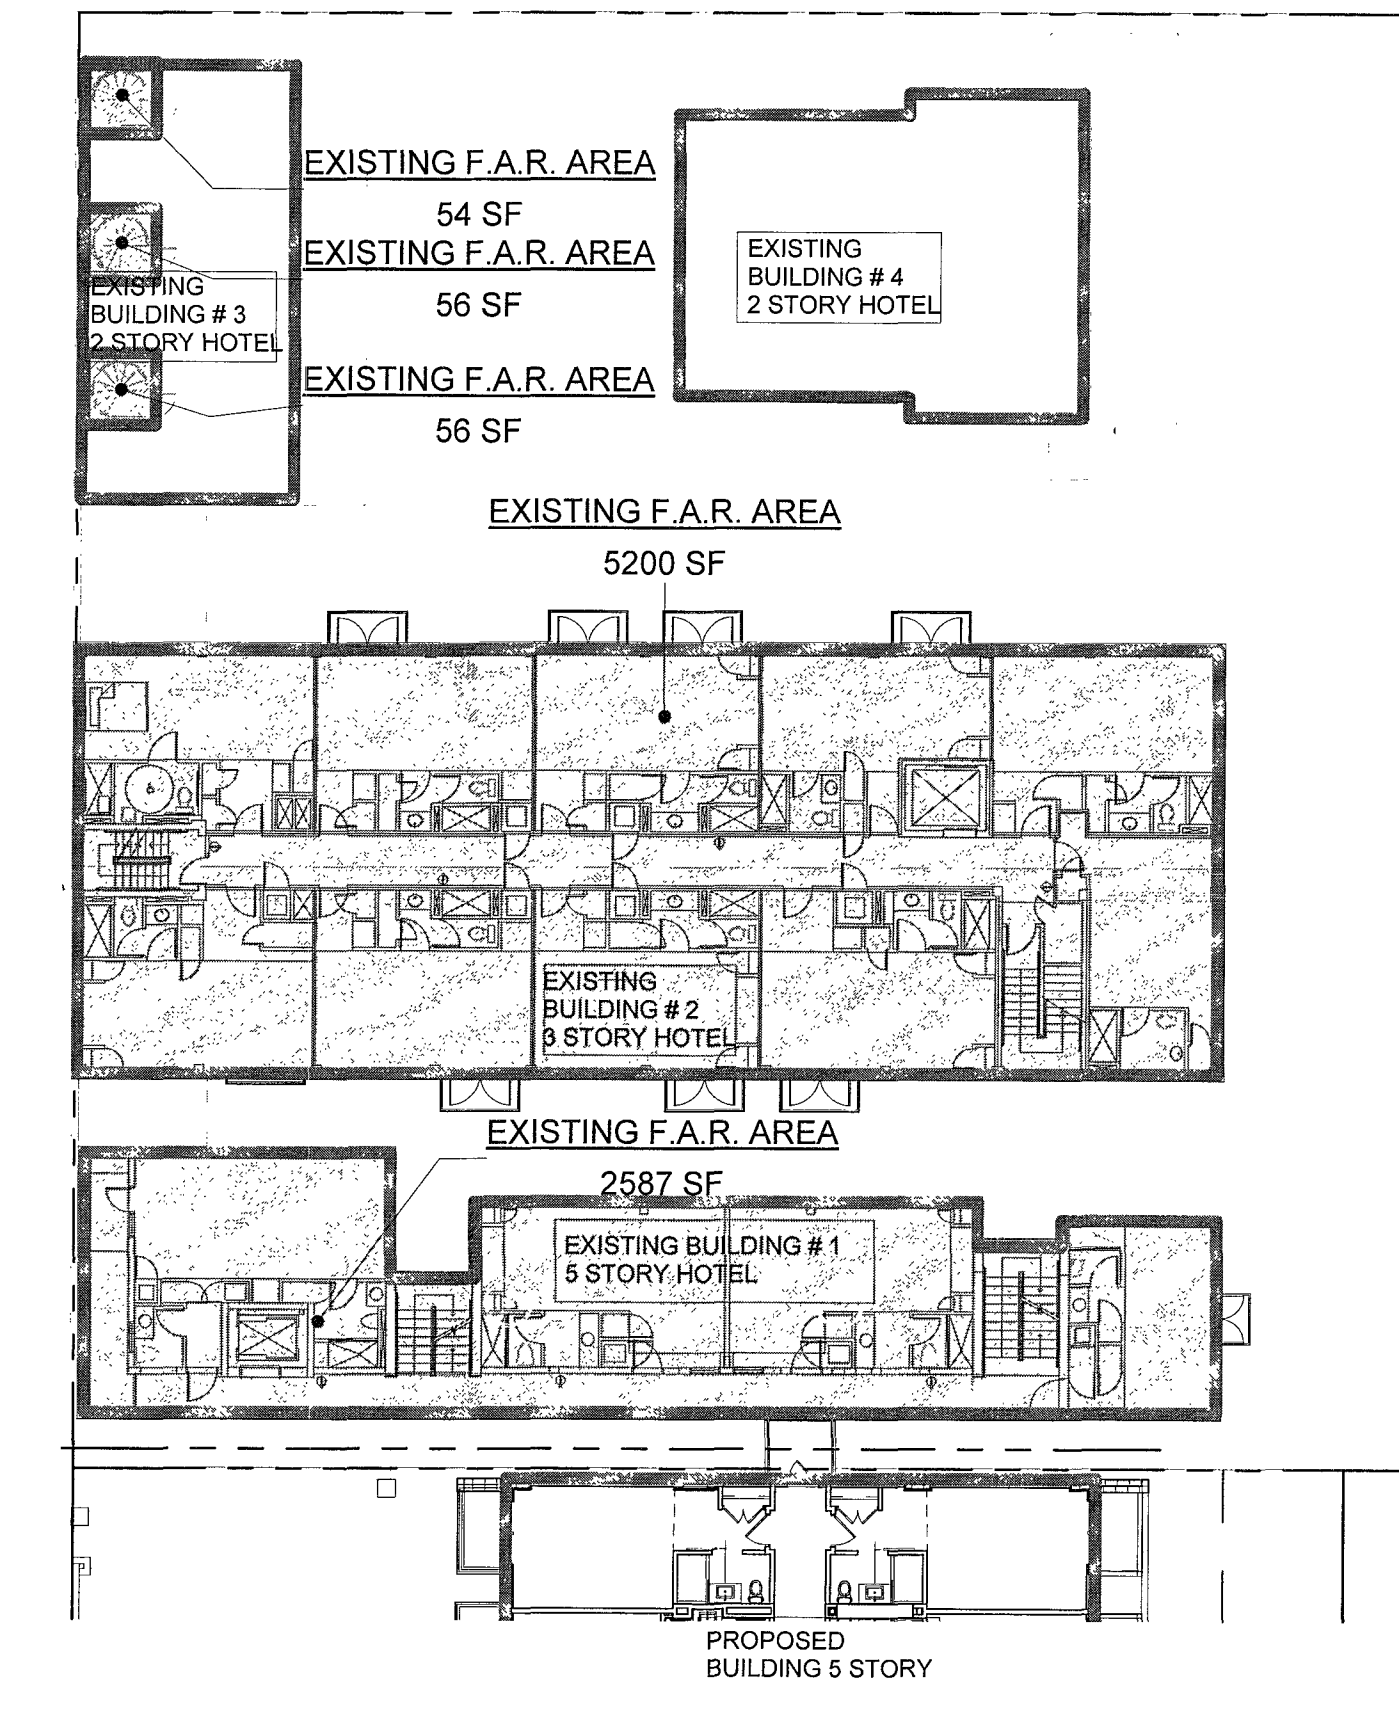 EXISTING F.A.R. AREA
54 SF
EXISTING F.A.R. AREA
56 SF
EXISTING
BUILDING # 3
2 STORY HOTEL
EXISTING F.A.R. AREA
56 SF
EXISTING
BUILDING # 4
2 STORY HOTEL
EXISTING F.A.R. AREA
5200 SF
EXISTING
BUILDING # 2
3 STORY HOTEL
EXISTING F.A.R. AREA
2587 SF
EXISTING BUILDING # 1
5 STORY HOTEL
PROPOSED
BUILDING 5 STORY